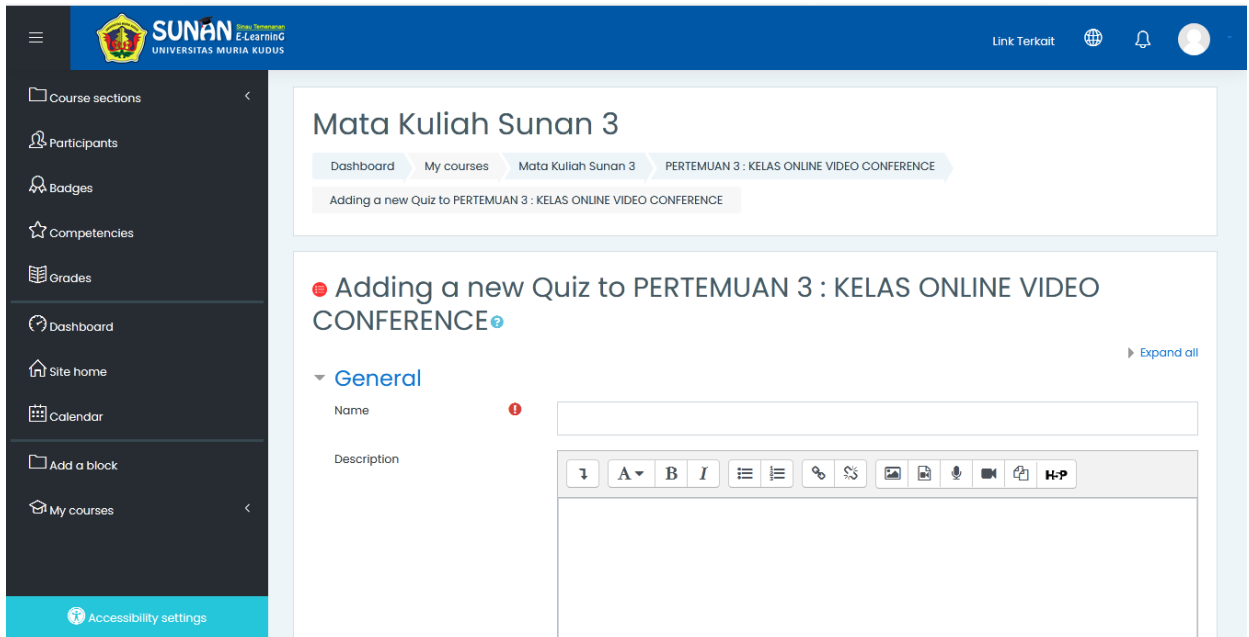 SUNAN Sinau Temenanan
E-Learning
UNIVERSITAS MURIA KUDUS
Link Terkait
Course sections
Participants
Badges
Competencies
Grades
Dashboard
Site home
Calendar
Add a block
My courses
Accessibility settings
Mata Kuliah Sunan 3
Dashboard My courses Mata Kuliah Sunan 3 PERTEMUAN 3 : KELAS ONLINE VIDEO CONFERENCE
Adding a new Quiz to PERTEMUAN 3 : KELAS ONLINE VIDEO CONFERENCE
Adding a new Quiz to PERTEMUAN 3 : KELAS ONLINE VIDEO
CONFERENCE
Expand all
General
Name
Description
A B I H-P